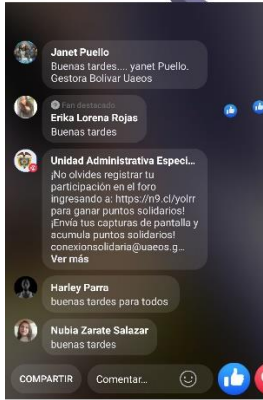 Janet Puello
Buenas tardes.... yanet Puello.
Gestora Bolivar Uaeos
Fan destacado
Erika Lorena Rojas
Buenas tardes
Unidad Administrativa Especi...
¡No olvides registrar tu
participación en el foro
ingresando a: https://n9.cl/yolrr
para ganar puntos solidarios!
¡Envía tus capturas de pantalla y
acumula puntos solidarios!
conexionsolidaria@uaeos.g...
Ver más
Harley Parra
buenas tardes para todos
Nubia Zarate Salazar
buenas tardes
COMPARTIR
Comentar...